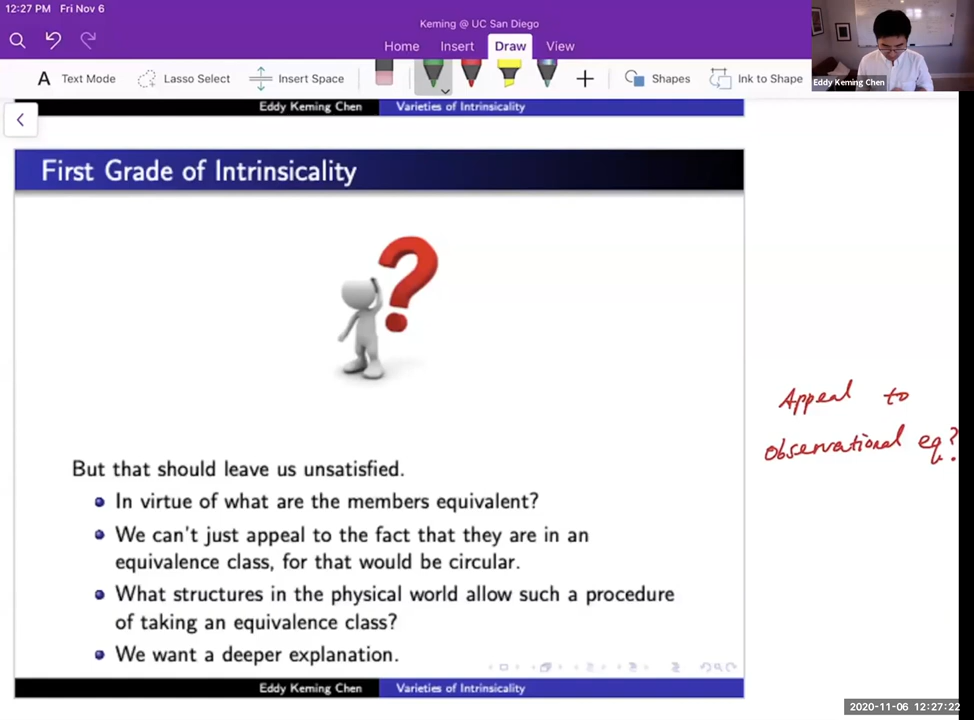 12:27 PM Fri Nov 6
Keming @ UC San Diego
Home Insert Draw View
A Text Mode Lasso Select Insert Space Shapes Ink to Shape
Eddy Keming Chen
Eddy Keming Chen Varieties of Intrinsicality
First Grade of Intrinsicality
?
Appeal to
observational eq?
But that should leave us unsatisfied.
In virtue of what are the members equivalent?
We can't just appeal to the fact that they are in an
equivalence class, for that would be circular.
What structures in the physical world allow such a procedure
of taking an equivalence class?
We want a deeper explanation.
Eddy Keming Chen Varieties of Intrinsicality
2020-11-06 12:27:22